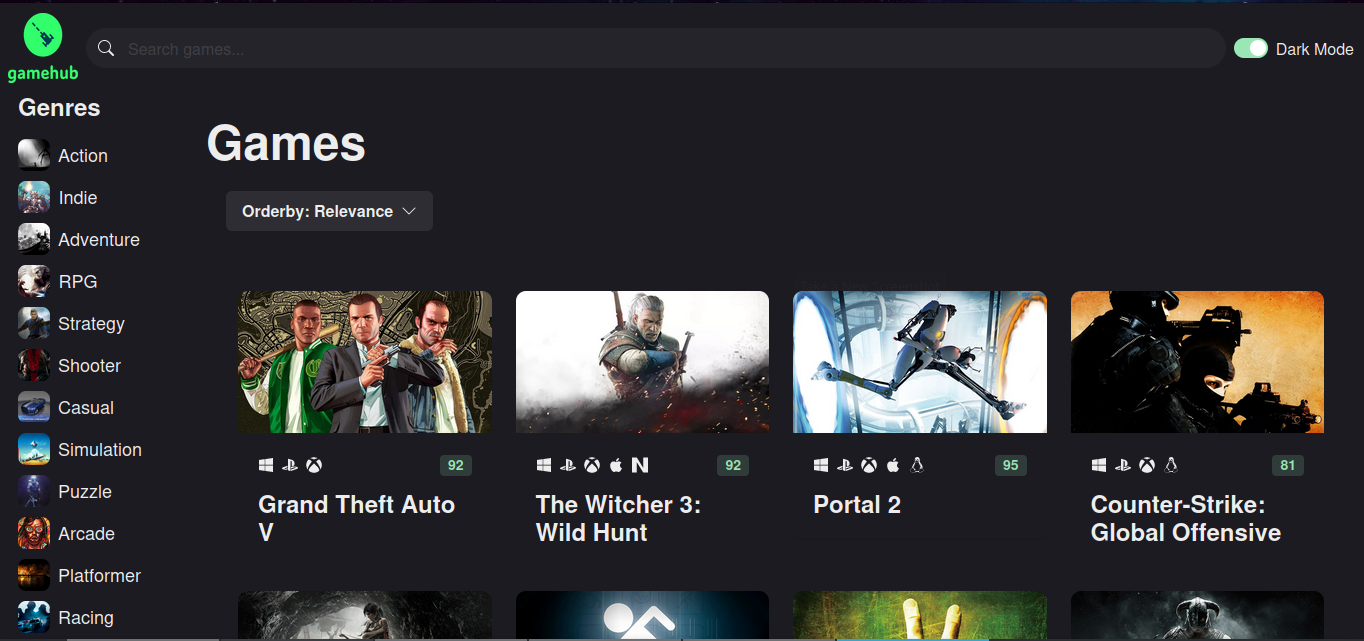 gamehub
Search games...
Dark Mode
Genres
Action
Indie
Adventure
RPG
Strategy
Shooter
Casual
Simulation
Puzzle
Arcade
Platformer
Racing
Games
Orderby: Relevance
92
Grand Theft Auto
V
92
The Witcher 3:
Wild Hunt
95
Portal 2
81
Counter-Strike:
Global Offensive